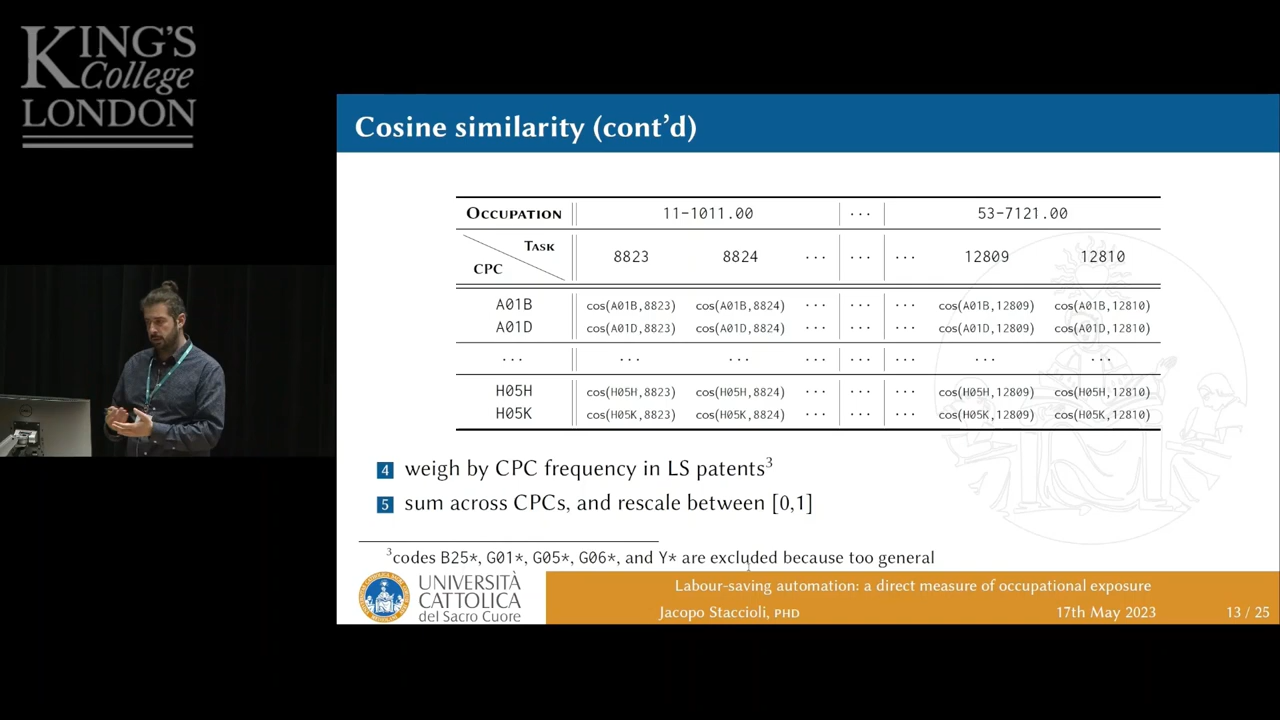 KING'S
College
LONDON
Cosine similarity (cont'd)
OCCUPATION 11-1011.00 ··· 53-7121.00
TASK
CPC
8823 8824 ··· ··· ··· 12809 12810
A01B cos(A01B,8823) cos(A01B,8824) ··· ··· ··· cos(A01B,12809) cos(A01B,12810)
A01D cos(A01D,8823) cos(A01D,8824) ··· ··· ··· cos(A01D,12809) cos(A01D,12810)
··· ··· ··· ··· ··· ··· ··· ···
H05H cos(H05H,8823) cos(H05H,8824) ··· ··· ··· cos(H05H,12809) cos(H05H,12810)
H05K cos(H05K,8823) cos(H05K,8824) ··· ··· ··· cos(H05K,12809) cos(H05K,12810)
4 weigh by CPC frequency in LS patents³
5 sum across CPCs, and rescale between [0,1]
³codes B25*, G01*, G05*, G06*, and Y* are excluded because too general
UNIVERSITÀ
CATTOLICA
del Sacro Cuore
Labour-saving automation: a direct measure of occupational exposure
Jacopo Staccioli, PHD 17th May 2023 13 / 25